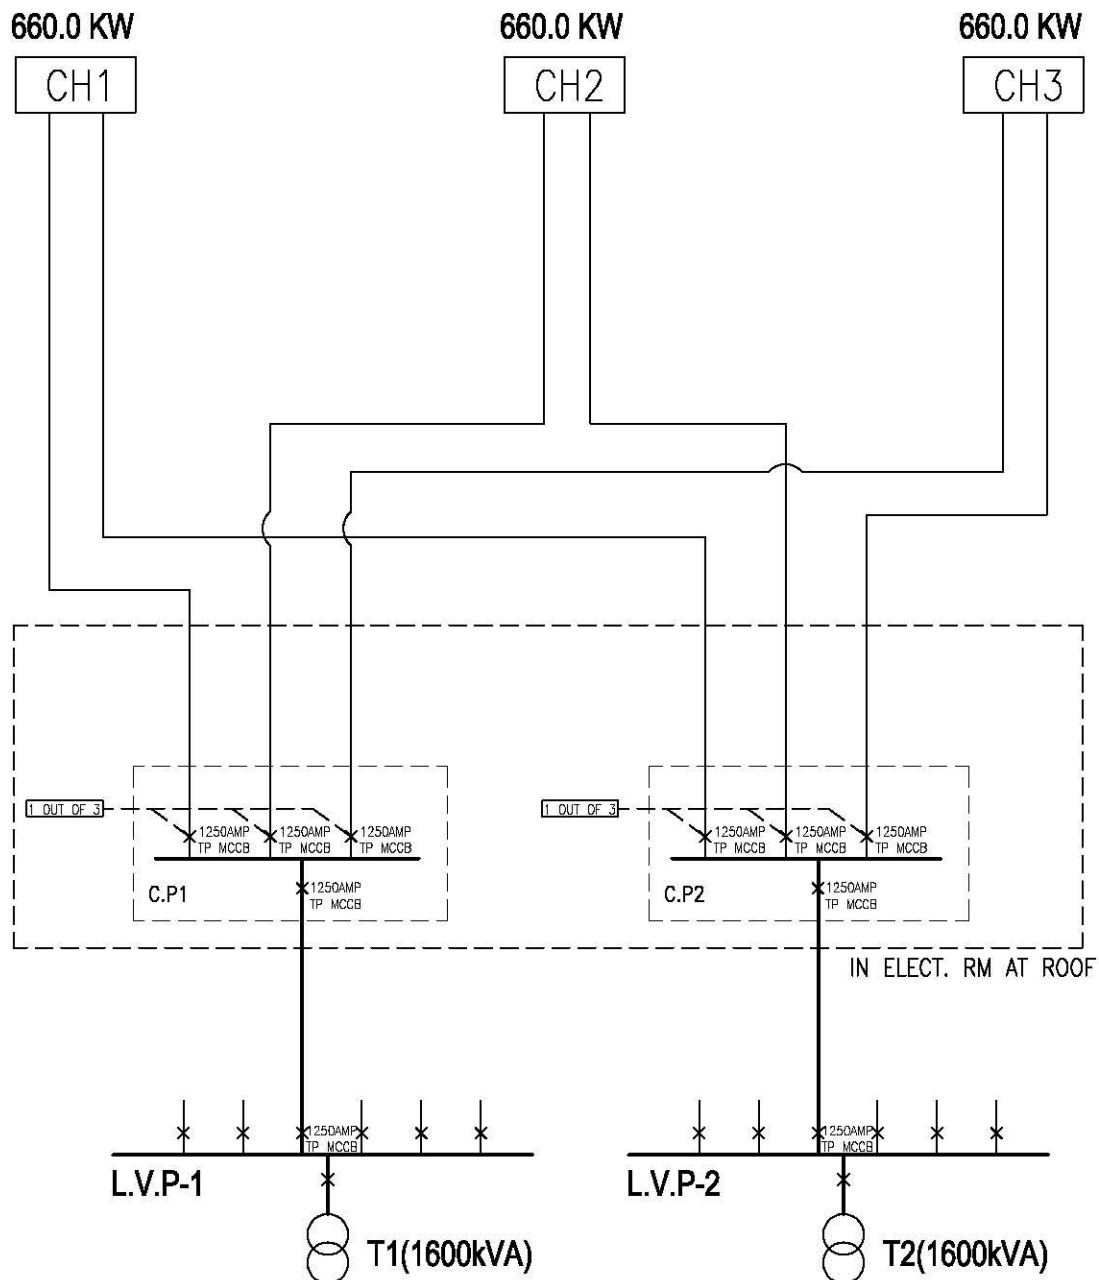 660.0 KW
660.0 KW
660.0 KW
CH1
CH2
CH3
1 OUT OF 3
1250AMP
TP MCCB
1250AMP
TP MCCB
1250AMP
TP MCCB
C.P1
1250AMP
TP MCCB
1 OUT OF 3
1250AMP
TP MCCB
1250AMP
TP MCCB
1250AMP
TP MCCB
C.P2
1250AMP
TP MCCB
IN ELECT. RM AT ROOF
1250AMP
TP MCCB
L.V.P-1
T1(1600kVA)
1250AMP
TP MCCB
L.V.P-2
T2(1600kVA)